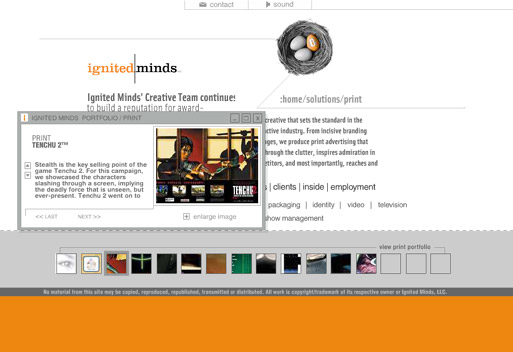 contact | sound
ignited minds
Ignited Minds' Creative Team continue
to build a reputation for award-
:home/solutions/print
IGNITED MINDS PORTFOLIO / PRINT
creative that sets the standard in the
ctive industry. From incisive branding
ges, we produce print advertising that
through the clutter, inspires admiration in
etitors, and most importantly, reaches and
PRINT
TENCHU 2™
Stealth is the key selling point of the
game Tenchu 2. For this campaign,
we showcased the characters
slashing through a screen, implying
the deadly force that is unseen, but
ever-present. Tenchu 2 went on to
TENCHU
s | clients | inside | employment
packaging | identity | video | television
show management
<< LAST NEXT >>
enlarge image
view print portfolio
No material from this site may be copied, reproduced, republished, transmitted or distributed. All work is copyright/trademark of its respective owner or Ignited Minds, LLC.